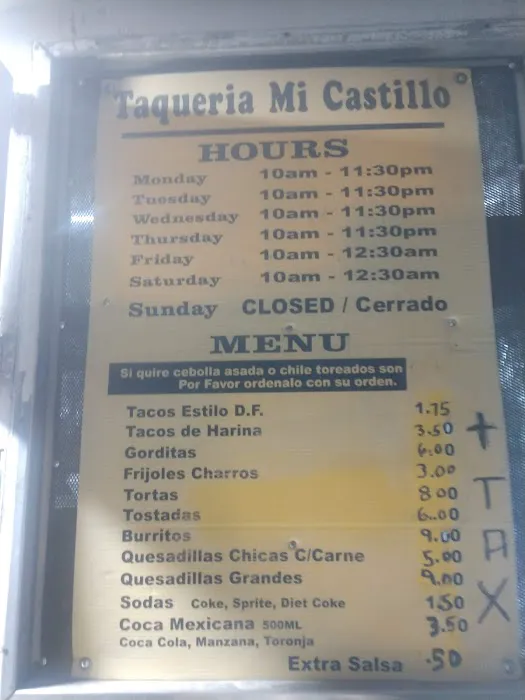 Taqueria Mi Castillo
HOURS
Monday 10am - 11:30pm
Tuesday 10am - 11:30pm
Wednesday 10am - 11:30pm
Thursday 10am - 11:30pm
Friday 10am - 12:30am
Saturday 10am - 12:30am
Sunday CLOSED / Cerrado
MENU
Si quire cebolla asada o chile toreados son
Por Favor ordenalo con su orden.
Tacos Estilo D.F. 1.75
Tacos de Harina 3.50
Gorditas 6.00
Frijoles Charros 3.00
Tortas 8 00
Tostadas 6.00
Burritos 9.00
Quesadillas Chicas C/Carne 5.00
Quesadillas Grandes 9.00
Sodas Coke, Sprite, Diet Coke 1.50
Coca Mexicana 500ML 3.50
Coca Cola, Manzana, Toronja
Extra Salsa .50
+
T
A
X